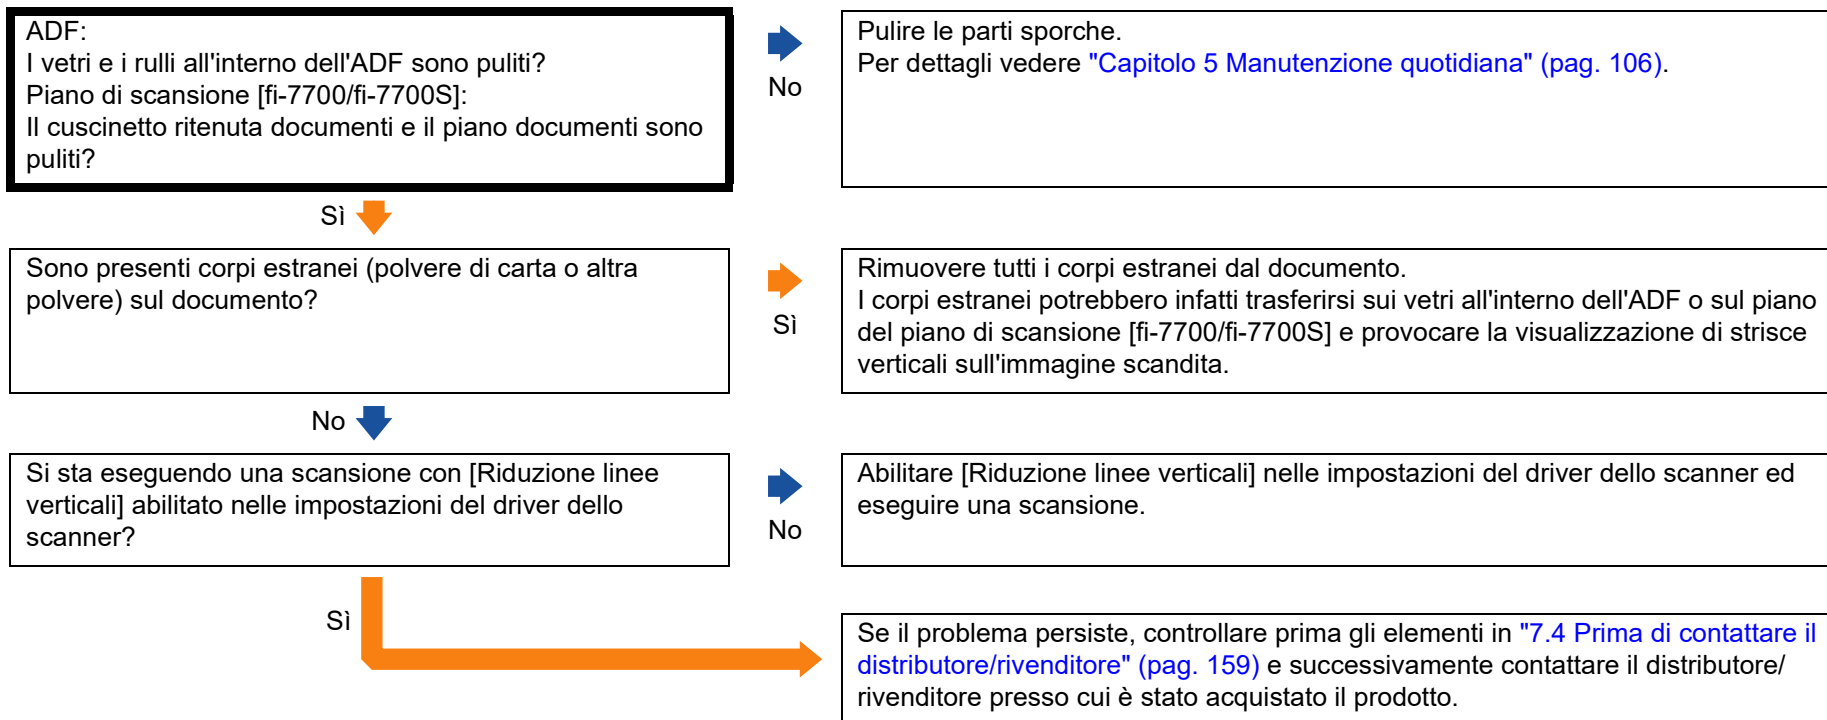 ADF:
I vetri e i rulli all'interno dell'ADF sono puliti?
Piano di scansione [fi-7700/fi-7700S]:
Il cuscinetto ritenuta documenti e il piano documenti sono
puliti?
No
Pulire le parti sporche.
Per dettagli vedere "Capitolo 5 Manutenzione quotidiana" (pag. 106).
Sì
Sono presenti corpi estranei (polvere di carta o altra
polvere) sul documento?
Sì
Rimuovere tutti i corpi estranei dal documento.
I corpi estranei potrebbero infatti trasferirsi sui vetri all'interno dell'ADF o sul piano
del piano di scansione [fi-7700/fi-7700S] e provocare la visualizzazione di strisce
verticali sull'immagine scandita.
No
Si sta eseguendo una scansione con [Riduzione linee
verticali] abilitato nelle impostazioni del driver dello
scanner?
No
Abilitare [Riduzione linee verticali] nelle impostazioni del driver dello scanner ed
eseguire una scansione.
Sì
Se il problema persiste, controllare prima gli elementi in "7.4 Prima di contattare il
distributore/rivenditore" (pag. 159) e successivamente contattare il distributore/
rivenditore presso cui è stato acquistato il prodotto.